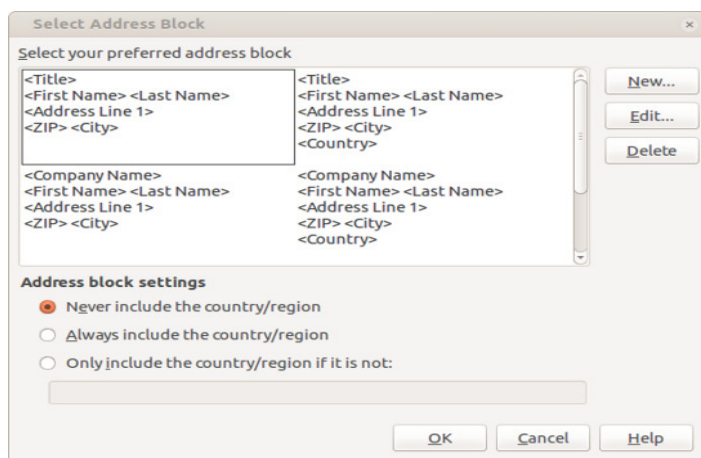 Select Address Block
Select your preferred address block
<Title>
<First Name> <Last Name>
<Address Line 1>
<ZIP> <City>
<Title>
<First Name> <Last Name>
<Address Line 1>
<ZIP> <City>
<Country>
<Company Name>
<First Name> <Last Name>
<Address Line 1>
<ZIP> <City>
<Company Name>
<First Name> <Last Name>
<Address Line 1>
<ZIP> <City>
<Country>
New...
Edit...
Delete
Address block settings
Never include the country/region
Always include the country/region
Only include the country/region if it is not:
OK
Cancel
Help